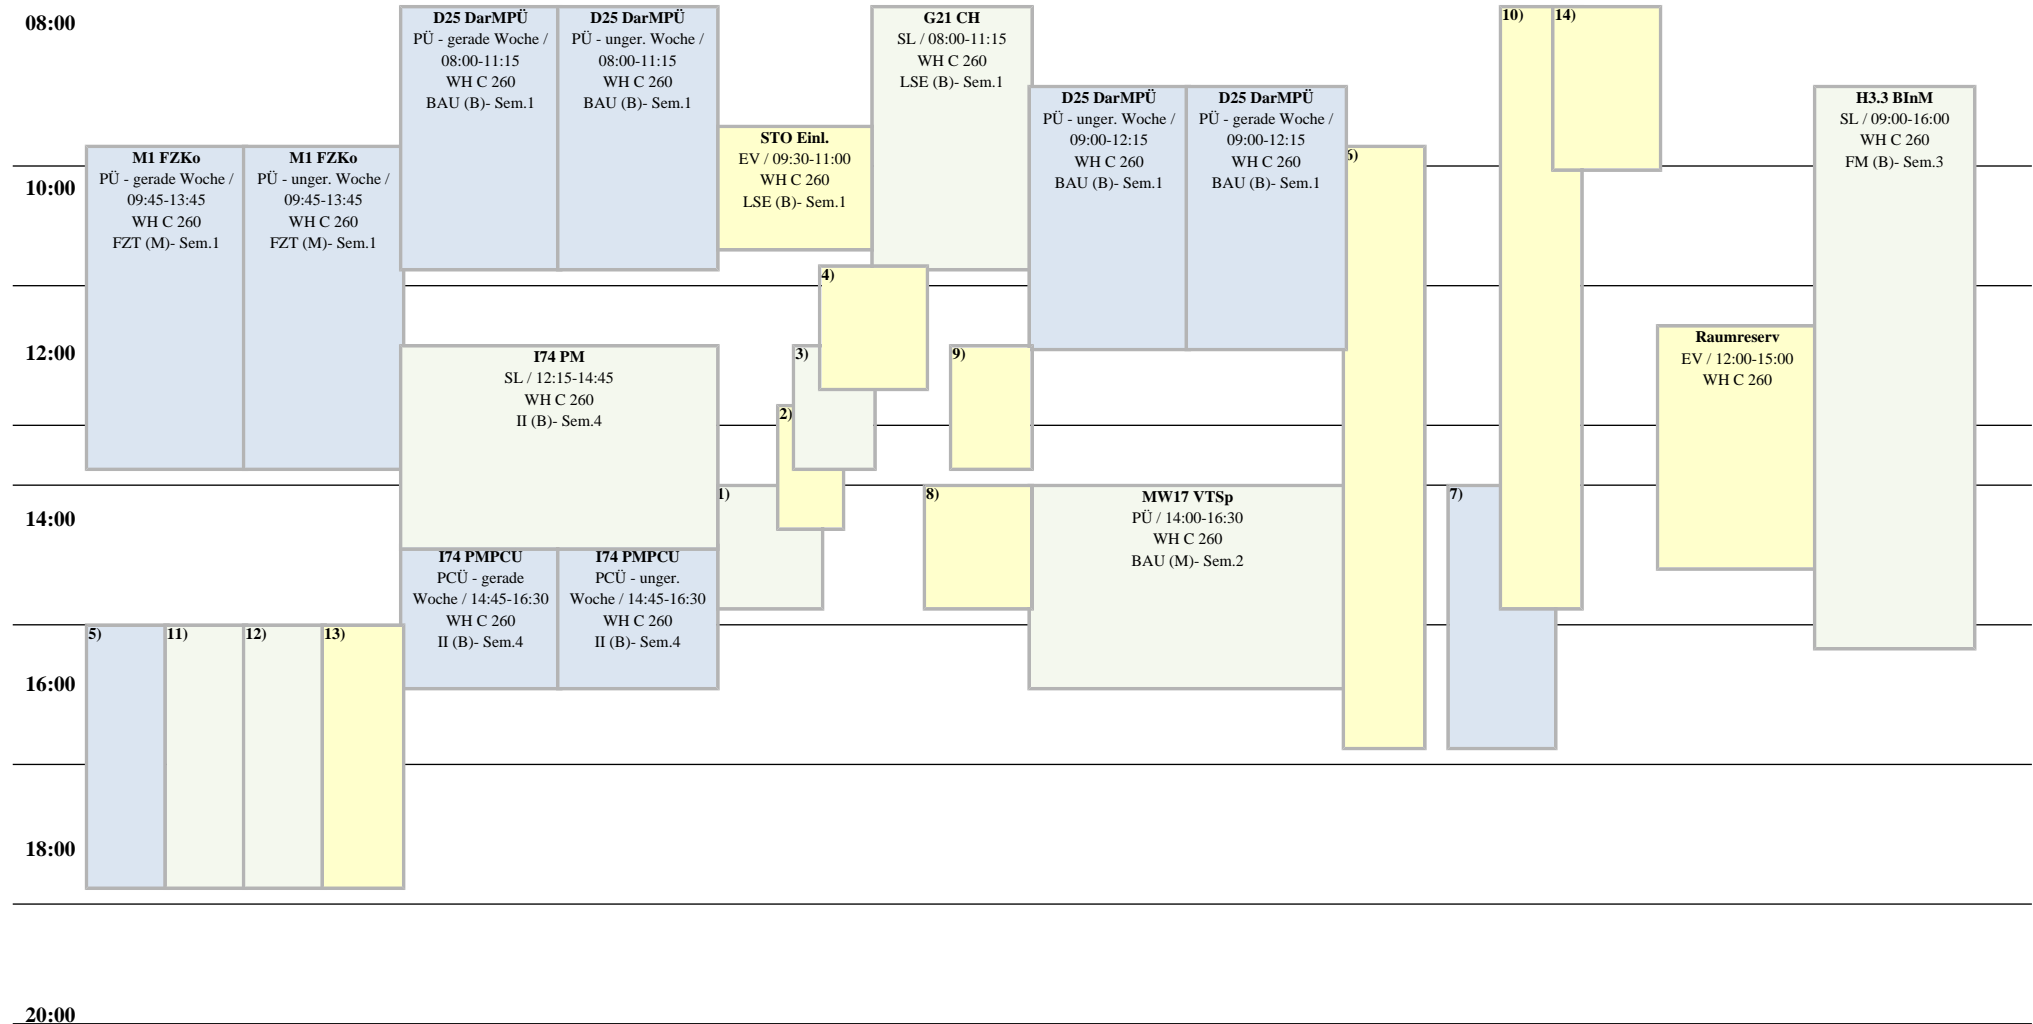 08:00
10:00
12:00
14:00
16:00
18:00
20:00
M1 FZKo
PÜ - gerade Woche /
09:45-13:45
WH C 260
FZT (M)- Sem.1
M1 FZKo
PÜ - unger. Woche /
09:45-13:45
WH C 260
FZT (M)- Sem.1
5)
11)
12)
13)
D25 DarMPÜ
PÜ - gerade Woche /
08:00-11:15
WH C 260
BAU (B)- Sem.1
D25 DarMPÜ
PÜ - unger. Woche /
08:00-11:15
WH C 260
BAU (B)- Sem.1
I74 PM
SL / 12:15-14:45
WH C 260
II (B)- Sem.4
I74 PMPCU
PCÜ - gerade
Woche / 14:45-16:30
WH C 260
II (B)- Sem.4
I74 PMPCU
PCÜ - unger.
Woche / 14:45-16:30
WH C 260
II (B)- Sem.4
STO Einl.
EV / 09:30-11:00
WH C 260
LSE (B)- Sem.1
1)
2)
3)
4)
G21 CH
SL / 08:00-11:15
WH C 260
LSE (B)- Sem.1
9)
8)
D25 DarMPÜ
PÜ - unger. Woche /
09:00-12:15
WH C 260
BAU (B)- Sem.1
D25 DarMPÜ
PÜ - gerade Woche /
09:00-12:15
WH C 260
BAU (B)- Sem.1
MW17 VTSp
PÜ / 14:00-16:30
WH C 260
BAU (M)- Sem.2
6)
7)
10)
14)
Raumreserv
EV / 12:00-15:00
WH C 260
H3.3 BInM
SL / 09:00-16:00
WH C 260
FM (B)- Sem.3